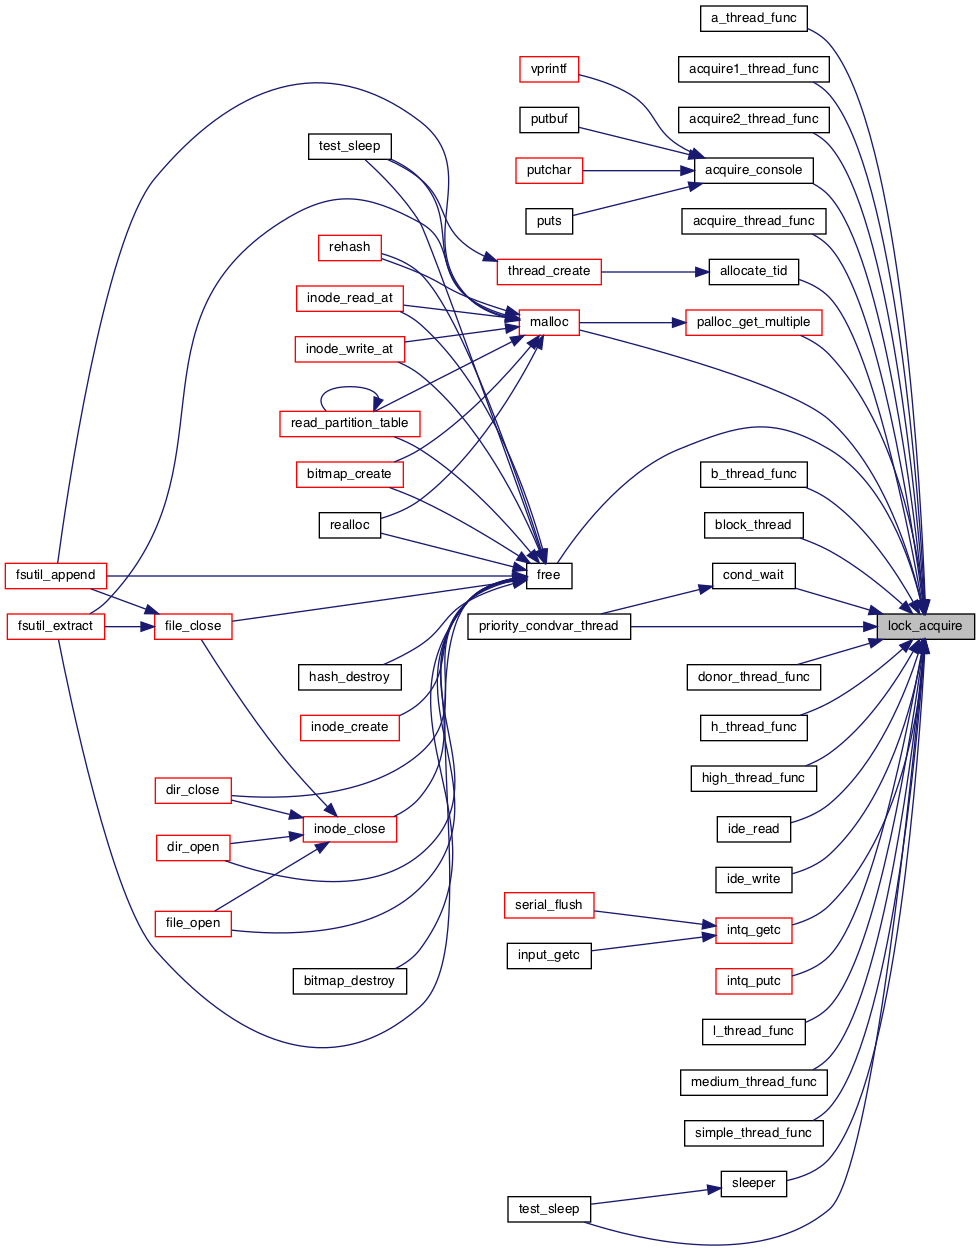 a_thread_func
vprintf
acquire1_thread_func
putbuf
acquire2_thread_func
test_sleep
putchar
acquire_console
puts
acquire_thread_func
rehash
thread_create
allocate_tid
inode_read_at
malloc
palloc_get_multiple
inode_write_at
read_partition_table
bitmap_create
b_thread_func
realloc
block_thread
fsutil_append
free
cond_wait
fsutil_extract
file_close
priority_condvar_thread
lock_acquire
hash_destroy
donor_thread_func
inode_create
h_thread_func
dir_close
high_thread_func
inode_close
ide_read
dir_open
ide_write
serial_flush
file_open
intq_getc
input_getc
bitmap_destroy
intq_putc
l_thread_func
medium_thread_func
simple_thread_func
sleeper
test_sleep